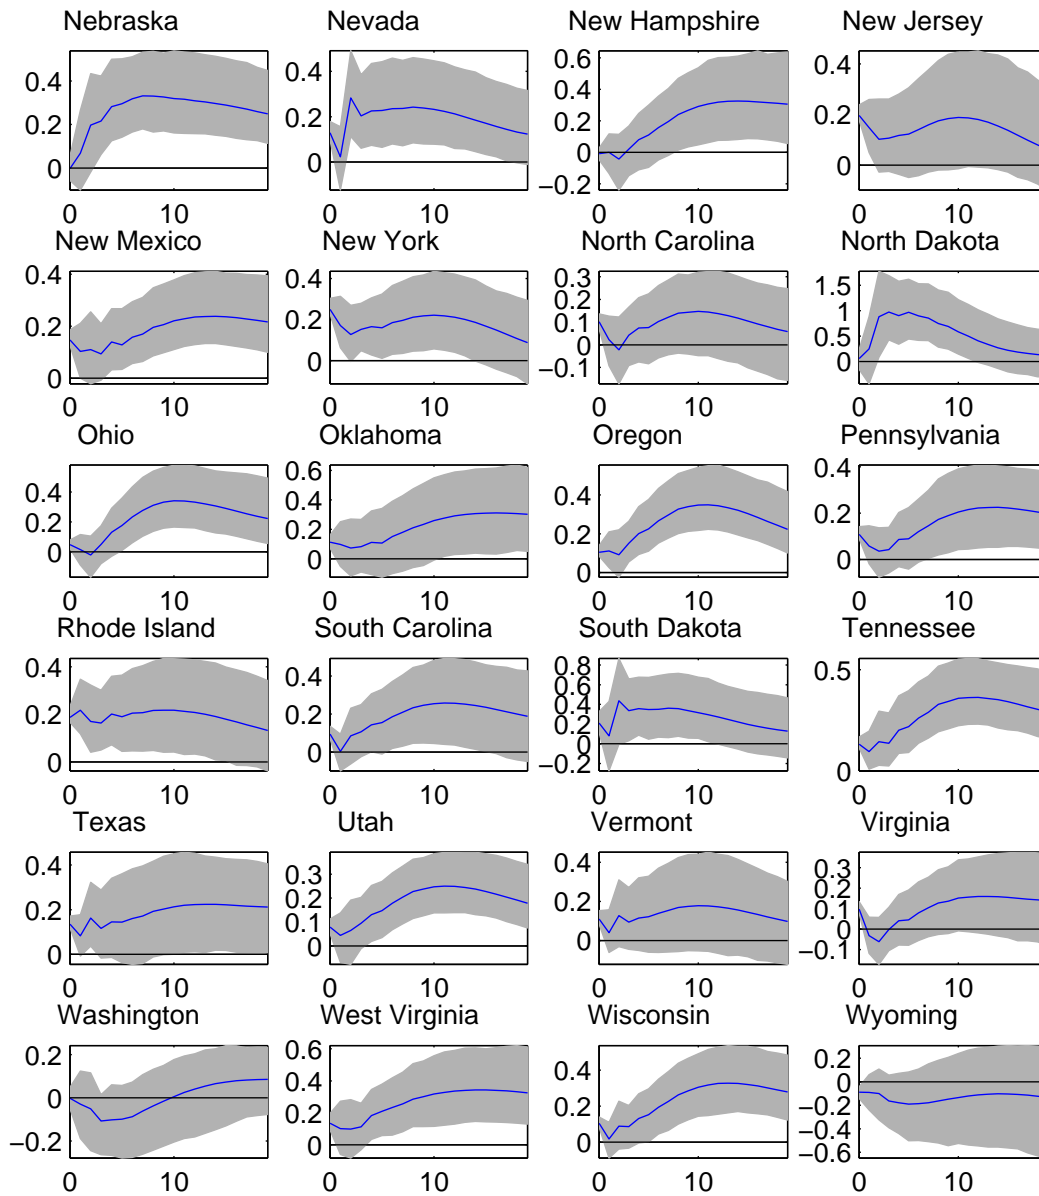 Nebraska Nevada New Hampshire New Jersey
0.4 0.2 0 0 10
0.4 0.2 0 0 10
0.6 0.4 0.2 0 −0.2 0 10
0.4 0.2 0 0 10
New Mexico New York North Carolina North Dakota
0.4 0.2 0 0 10
0.4 0.2 0 0 10
0.3 0.2 0.1 0 −0.1 0 10
1.5 1 0.5 0 0 10
Ohio Oklahoma Oregon Pennsylvania
0.4 0.2 0 0 10
0.6 0.4 0.2 0 0 10
0.4 0.2 0 0 10
0.4 0.2 0 0 10
Rhode Island South Carolina South Dakota Tennessee
0.4 0.2 0 0 10
0.4 0.2 0 0 10
0.8 0.6 0.4 0.2 0 −0.2 0 10
0.5 0 0 10
Texas Utah Vermont Virginia
0.4 0.2 0 0 10
0.3 0.2 0.1 0 0 10
0.4 0.2 0 0 10
0.3 0.2 0.1 0 −0.1 0 10
Washington West Virginia Wisconsin Wyoming
0.2 0 −0.2 0 10
0.6 0.4 0.2 0 0 10
0.4 0.2 0 0 10
0.2 0 −0.2 −0.4 −0.6 0 10